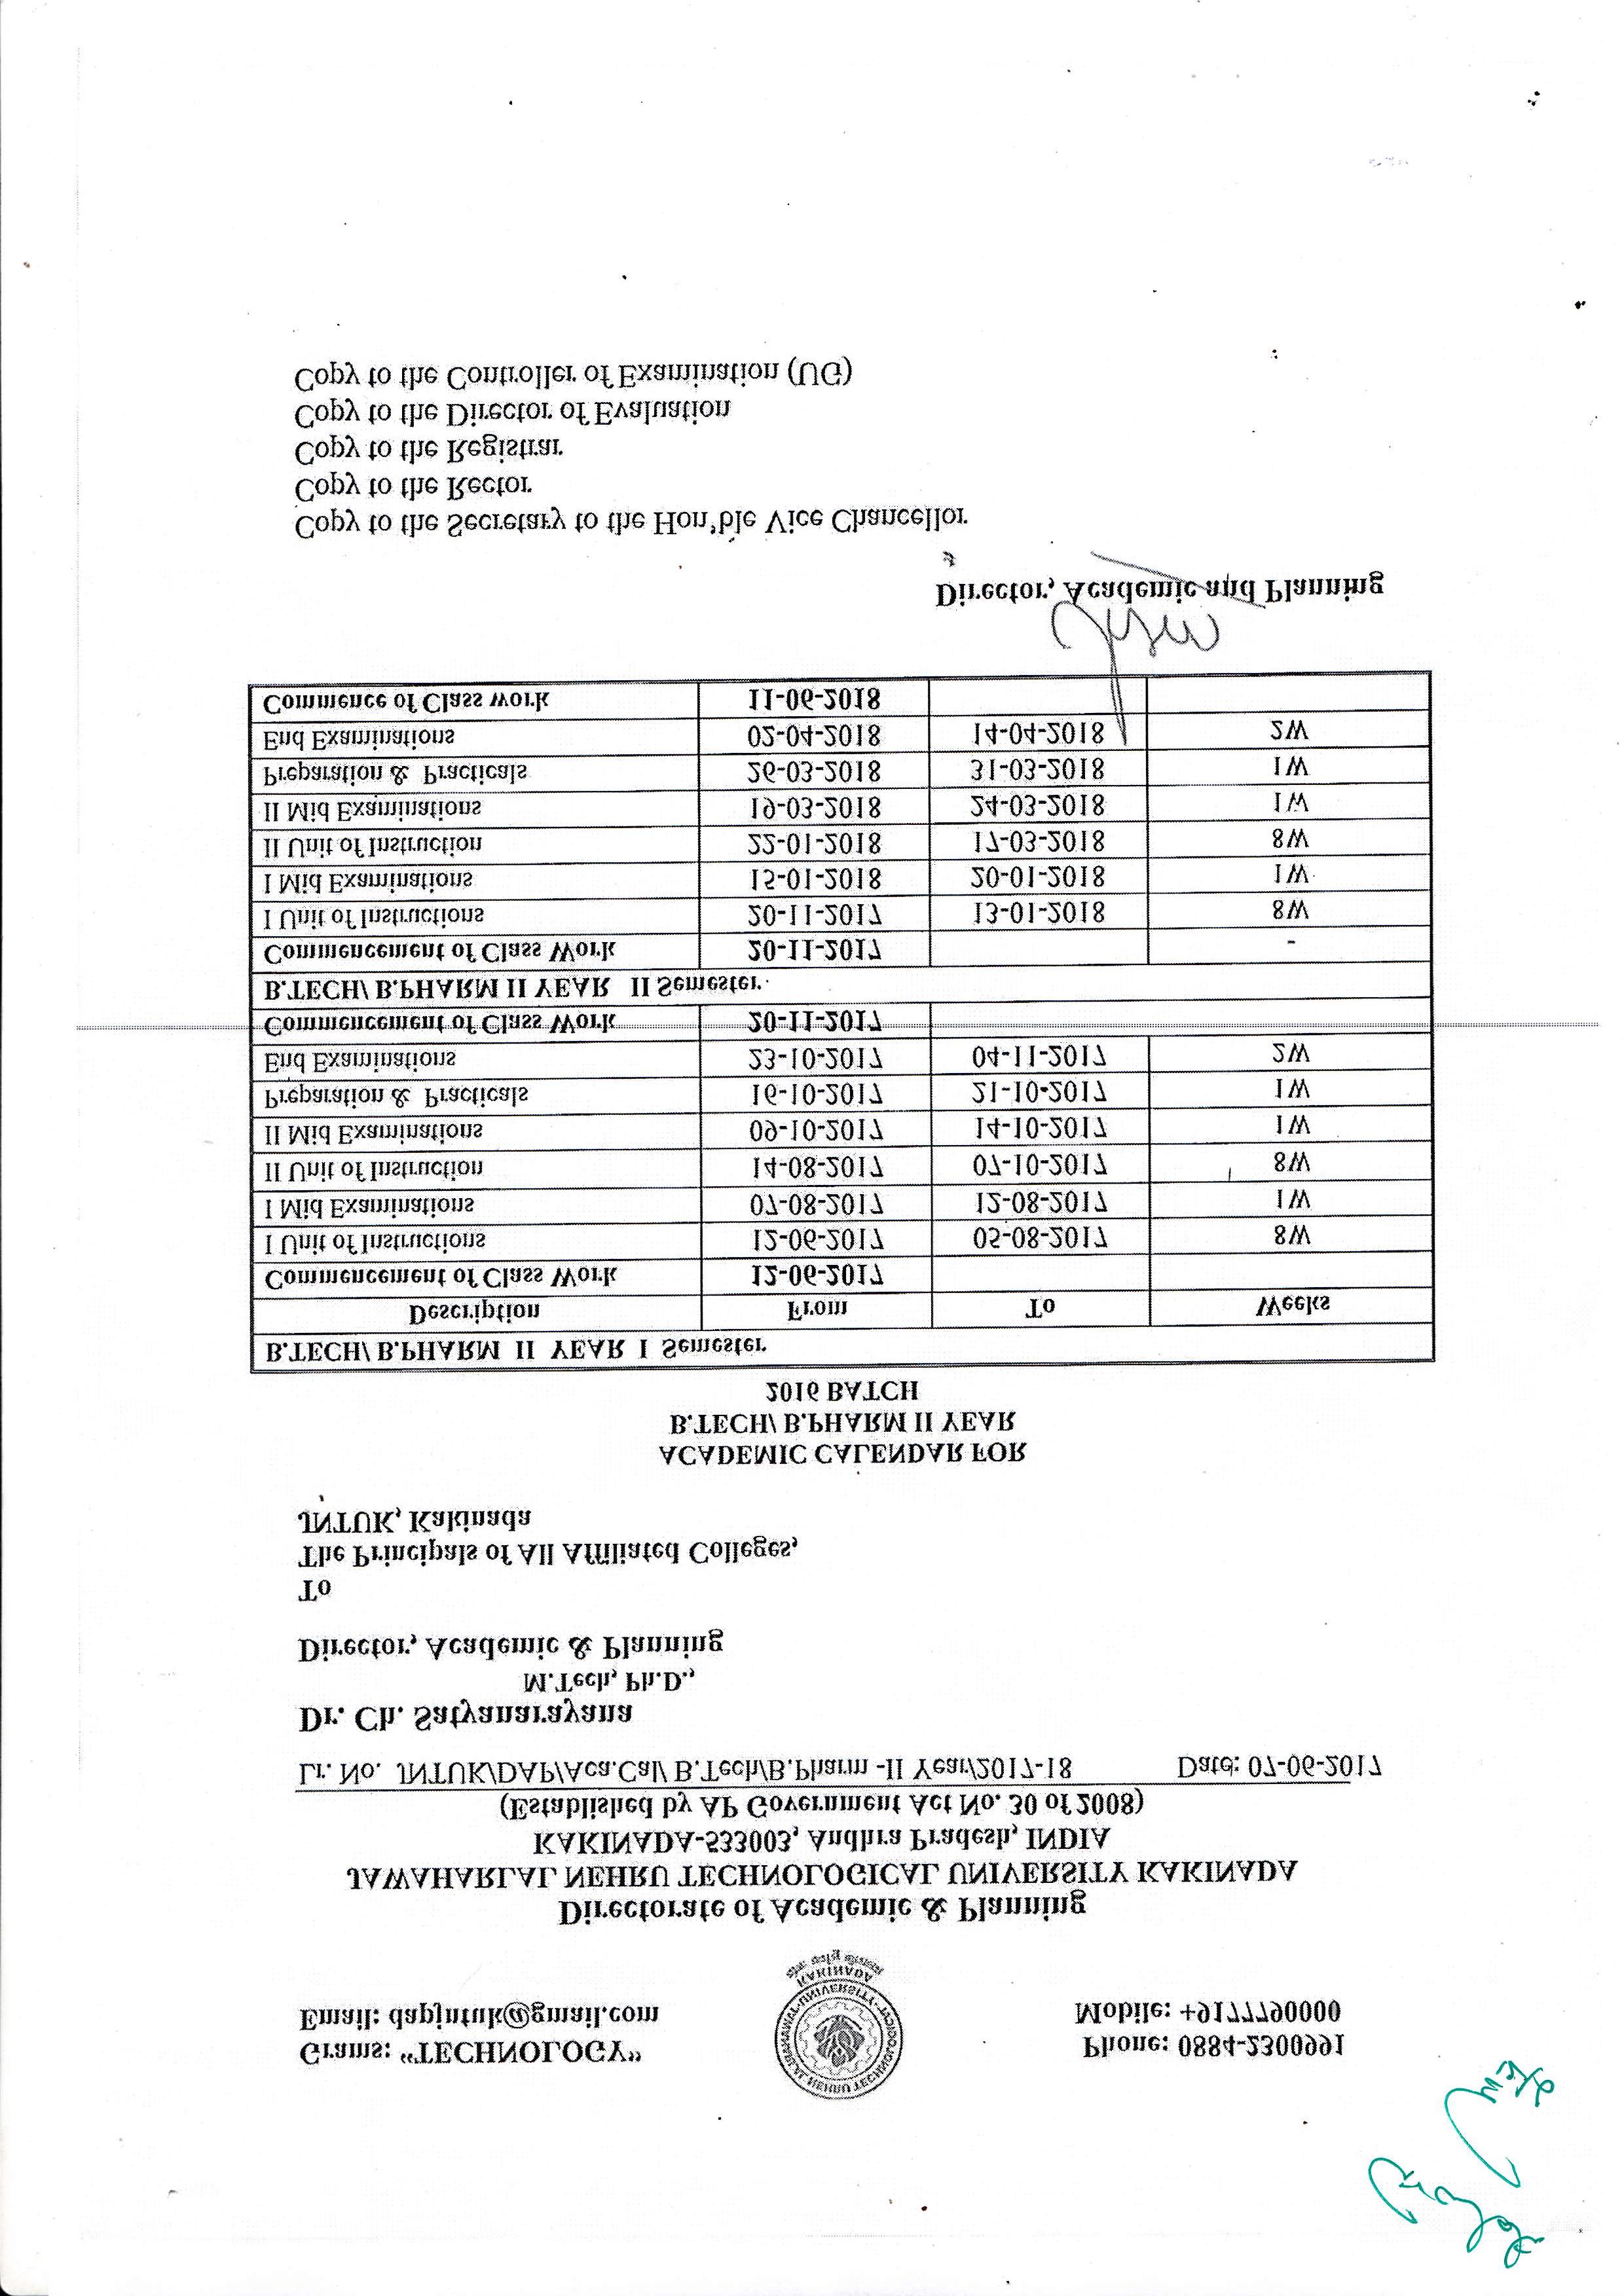 Grams: “TECHNOLOGY”
Phone: 0884-2300991
Email: dapjntuk@gmail.com
Mobile: +9177790000
JAWAHARLAL NEHRU TECHNOLOGICAL UNIVERSITY
KAKINADA
Directorate of Academic & Planning
JAWAHARLAL NEHRU TECHNOLOGICAL UNIVERSITY KAKINADA
KAKINADA-533003, Andhra Pradesh, INDIA
(Established by AP Government Act No. 30 of 2008)
Lr. No. JNTUK/DAP/Aca.Cal/ B.Tech/B.Pharm -II Year/2017-18 Date: 07-06-2017
Dr. Ch. Satyanarayana
M.Tech, Ph.D.,
Director, Academic & Planning
To
The Principals of All Affiliated Colleges,
JNTUK, Kakinada
ACADEMIC CALENDAR FOR
B.TECH/ B.PHARM II YEAR
2016 BATCH
B.TECH/ B.PHARM II YEAR I Semester
Description From To Weeks
Commencement of Class Work 12-06-2017
I Unit of Instructions 12-06-2017 05-08-2017 8W
I Mid Examinations 07-08-2017 12-08-2017 1W
II Unit of Instruction 14-08-2017 07-10-2017 8W
II Mid Examinations 09-10-2017 14-10-2017 1W
Preparation & Practicals 16-10-2017 21-10-2017 1W
End Examinations 23-10-2017 04-11-2017 2W
Commencement of Class Work 20-11-2017
B.TECH/ B.PHARM II YEAR II Semester
Commencement of Class Work 20-11-2017 -
I Unit of Instructions 20-11-2017 13-01-2018 8W
I Mid Examinations 15-01-2018 20-01-2018 1W
II Unit of Instruction 22-01-2018 17-03-2018 8W
II Mid Examinations 19-03-2018 24-03-2018 1W
Preparation & Practicals 26-03-2018 31-03-2018 1W
End Examinations 02-04-2018 14-04-2018 2W
Commence of Class work 11-06-2018
Director, Academic and Planning
Copy to the Secretary to the Hon’ble Vice Chancellor
Copy to the Rector
Copy to the Registrar
Copy to the Director of Evaluation
Copy to the Controller of Examination (UG)